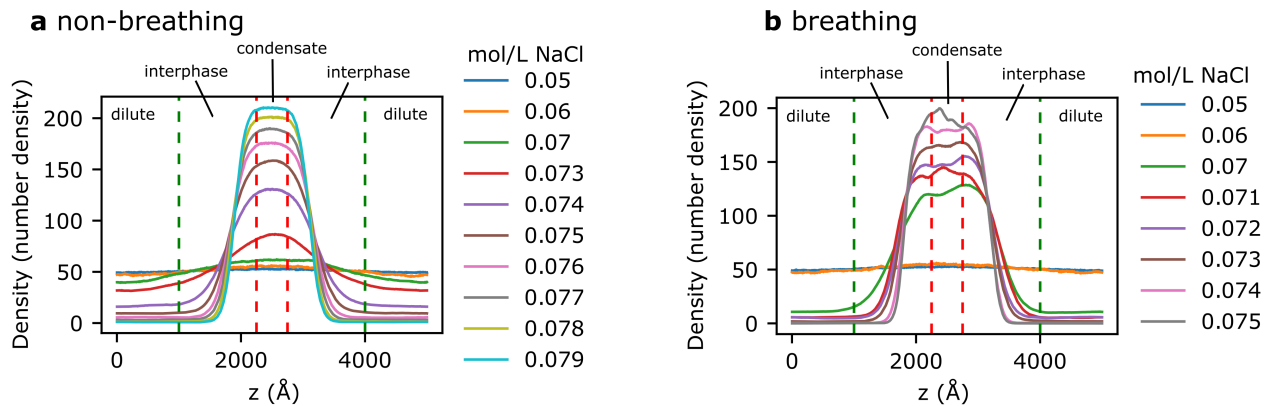 a non-breathing
condensate
interphase
interphase
dilute
dilute
Density (number density)
200
150
100
50
0
0
2000
4000
z (Å)
mol/L NaCl
0.05
0.06
0.07
0.073
0.074
0.075
0.076
0.077
0.078
0.079
b breathing
condensate
interphase
interphase
dilute
dilute
Density (number density)
200
150
100
50
0
0
2000
4000
z (Å)
mol/L NaCl
0.05
0.06
0.07
0.071
0.072
0.073
0.074
0.075